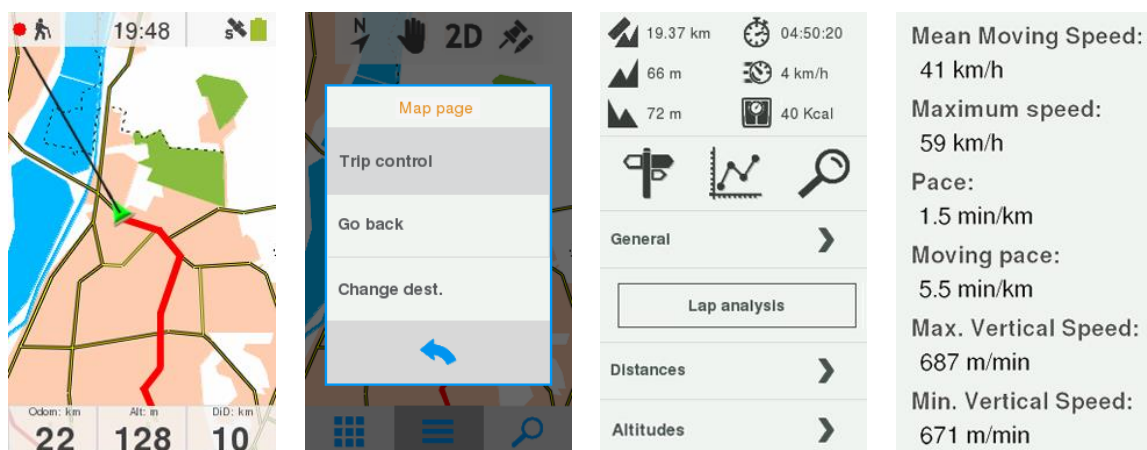 19:48
S
Odom: km
Alt: m
DiD: km
22
128
10
N
2D
Map page
Trip control
Go back
Change dest.
19.37 km
04:50:20
66 m
4 km/h
72 m
40 Kcal
General
Lap analysis
Distances
Altitudes
Mean Moving Speed:
41 km/h
Maximum speed:
59 km/h
Pace:
1.5 min/km
Moving pace:
5.5 min/km
Max. Vertical Speed:
687 m/min
Min. Vertical Speed:
671 m/min